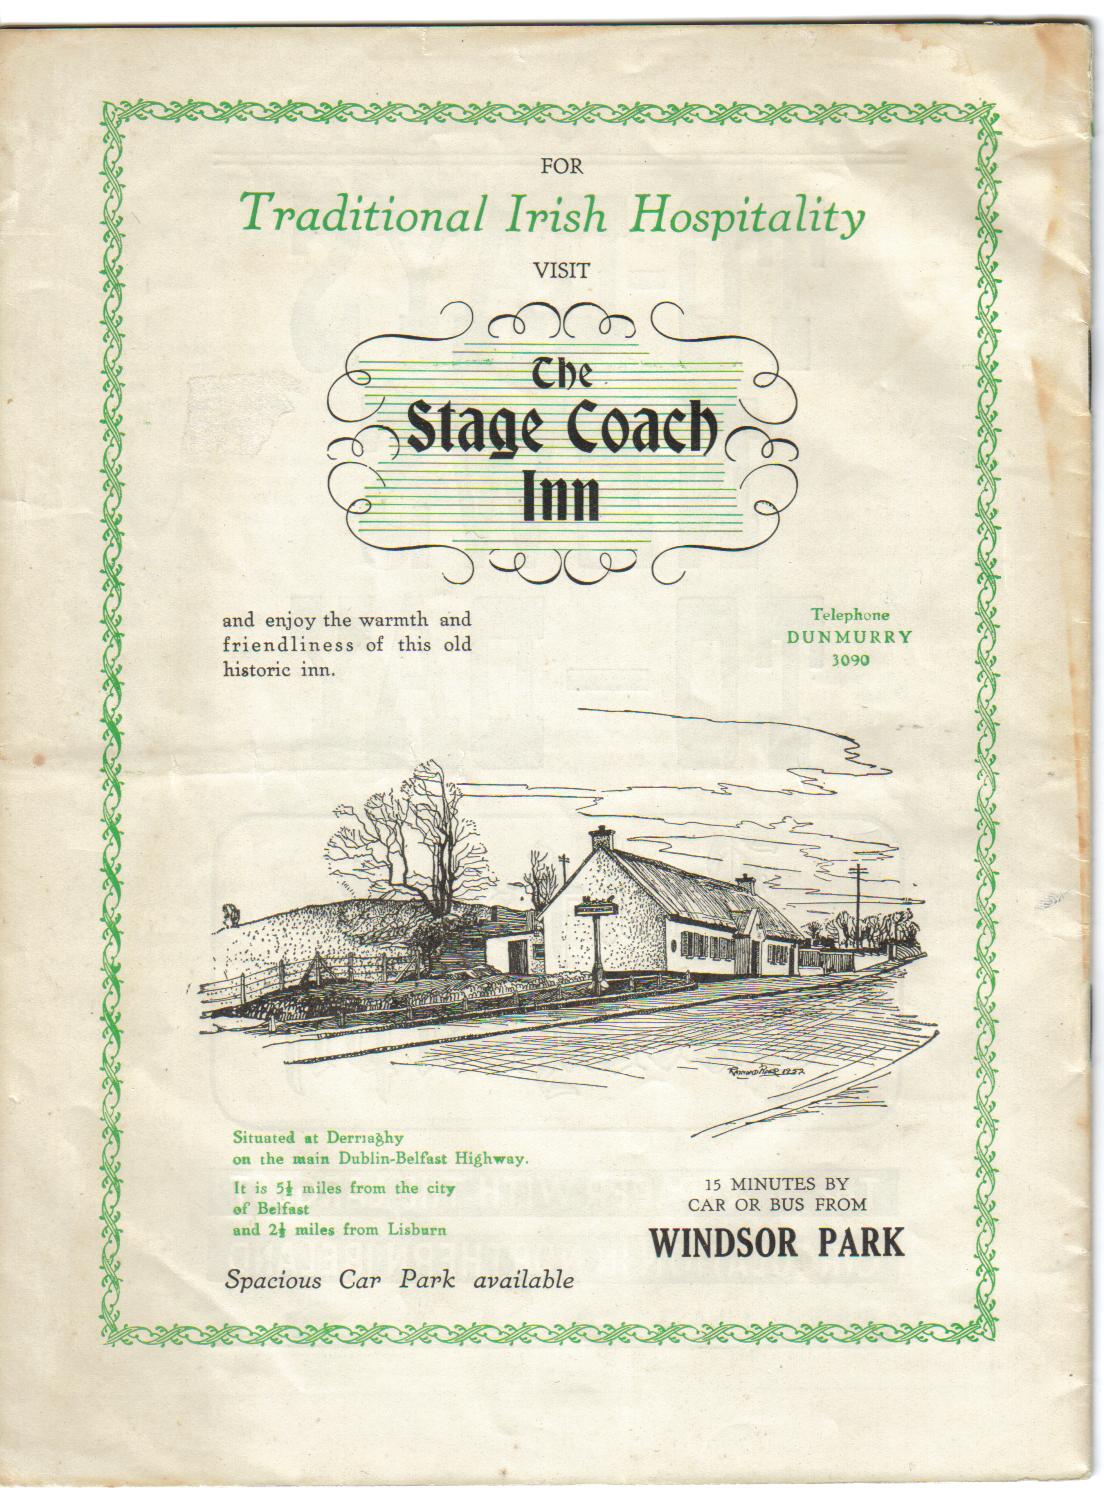 FOR
Traditional Irish Hospitality
VISIT
The
Stage Coach
Inn
and enjoy the warmth and
friendliness of this old
historic inn.
Telephone
DUNMURRY
3090
1957
Situated at Derriaghy
on the main Dublin-Belfast Highway.
It is 5½ miles from the city
of Belfast
and 2½ miles from Lisburn
Spacious Car Park available
15 MINUTES BY
CAR OR BUS FROM
WINDSOR PARK